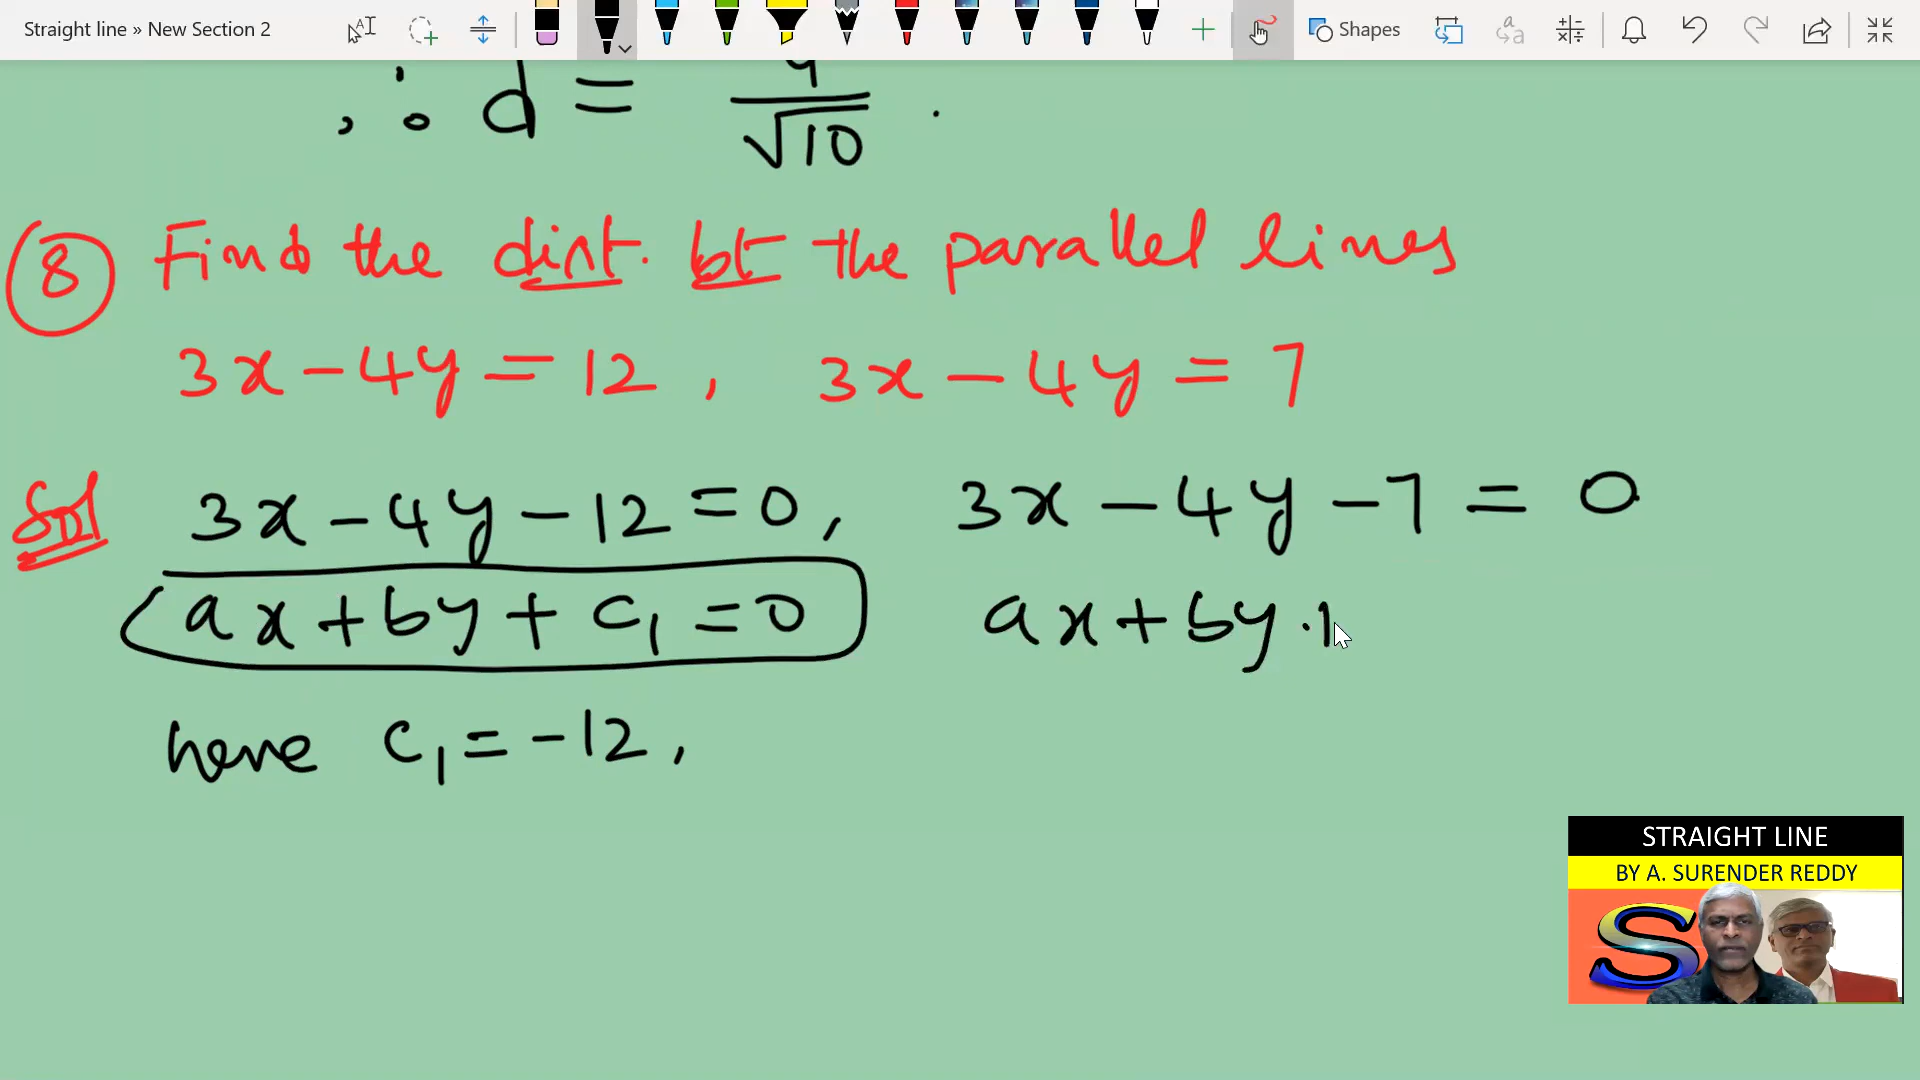 Straight line » New Section 2
Shapes
∴ d = 9/√10 .
8 Find the dist. bt the parallel lines
3x - 4y = 12 , 3x - 4y = 7
Sol 3x - 4y - 12 = 0 , 3x - 4y - 7 = 0
ax + by + c₁ = 0 ax + by
here c₁ = -12 ,
STRAIGHT LINE
BY A. SURENDER REDDY
S